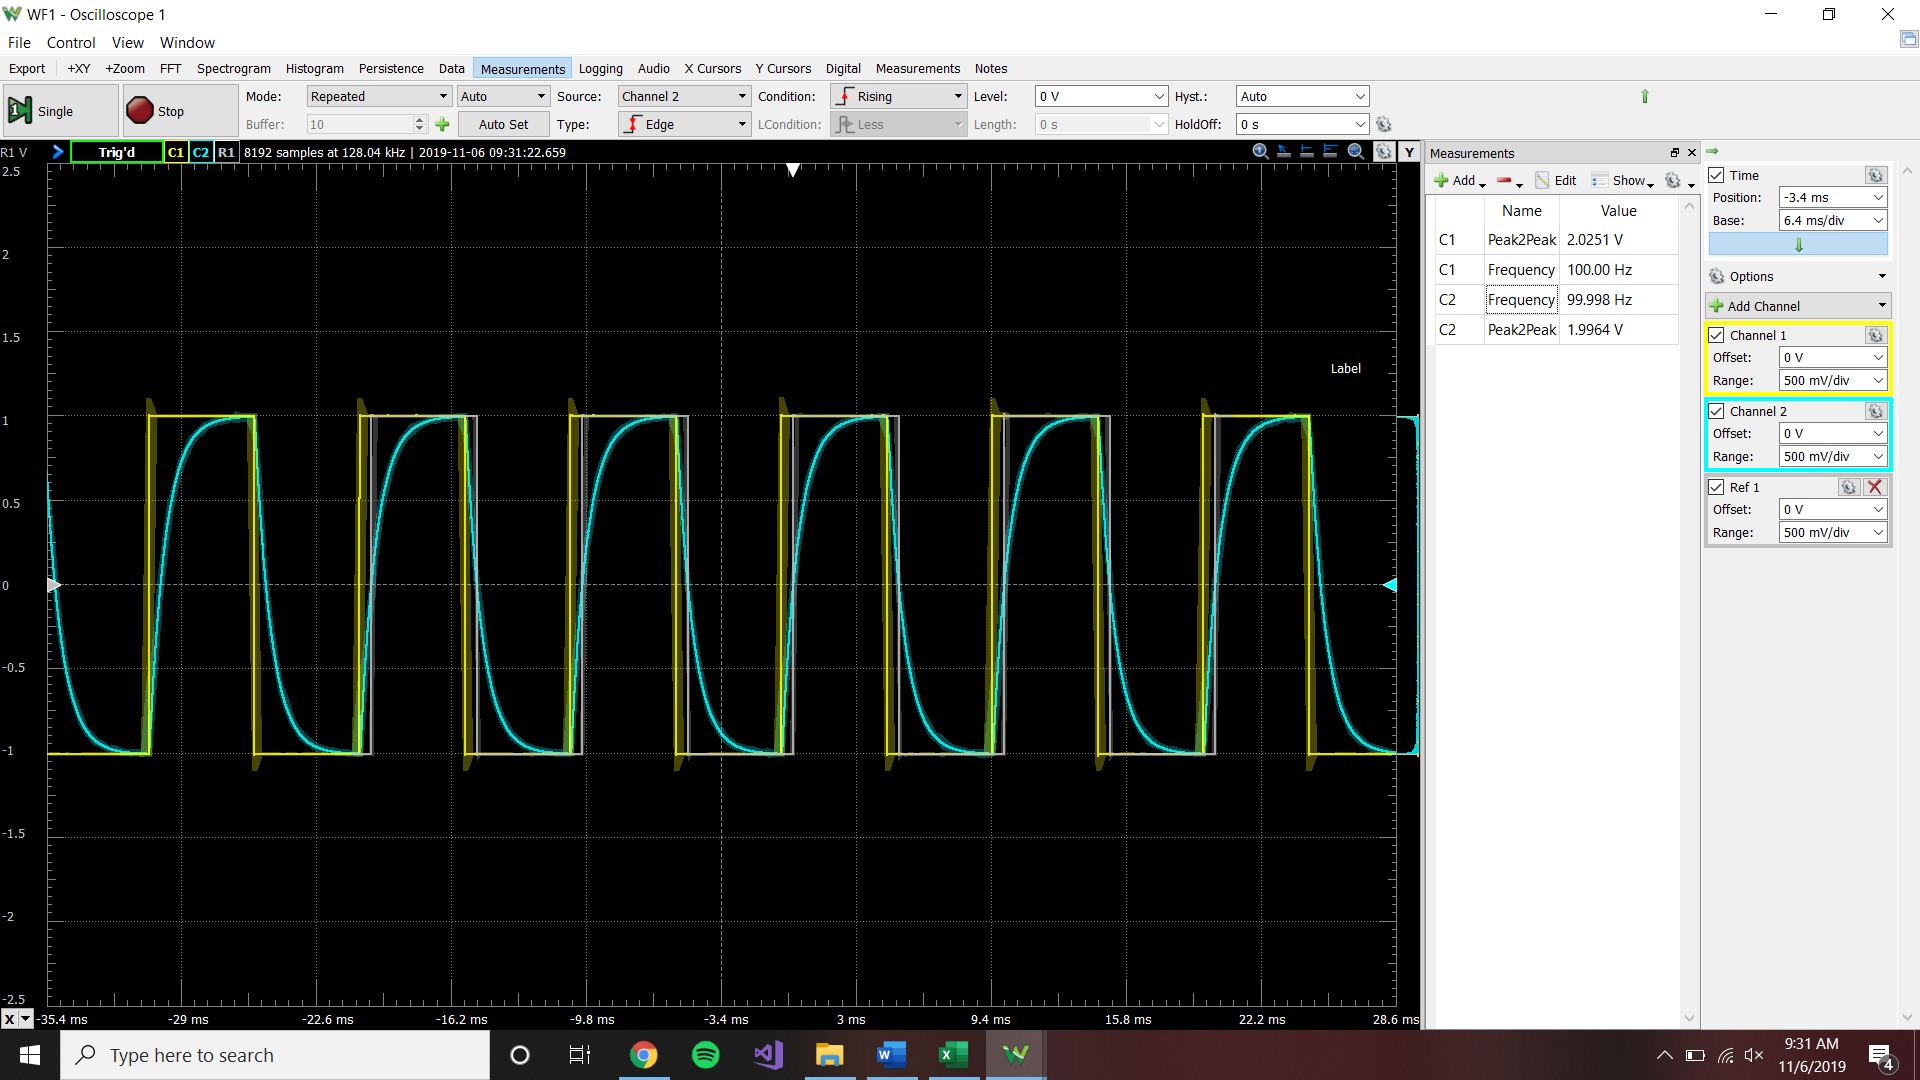 WF1 - Oscilloscope 1
File Control View Window
Export +XY +Zoom FFT Spectrogram Histogram Persistence Data Measurements Logging Audio X Cursors Y Cursors Digital Measurements Notes
Single Stop Mode: Repeated Auto Source: Channel 2 Condition: Rising Level: 0 V Hyst.: Auto
Buffer: 10 Auto Set Type: Edge LCondition: Less Length: 0 s HoldOff: 0 s
R1 V Trig'd C1 C2 R1 8192 samples at 128.04 kHz | 2019-11-06 09:31:22.659 Y
2.5
2
1.5
1
0.5
0
-0.5
-1
-1.5
-2
-2.5
Label
X -35.4 ms -29 ms -22.6 ms -16.2 ms -9.8 ms -3.4 ms 3 ms 9.4 ms 15.8 ms 22.2 ms 28.6 ms
Measurements
Add Edit Show
Name Value
C1 Peak2Peak 2.0251 V
C1 Frequency 100.00 Hz
C2 Frequency 99.998 Hz
C2 Peak2Peak 1.9964 V
Time
Position: -3.4 ms
Base: 6.4 ms/div
Options
Add Channel
Channel 1
Offset: 0 V
Range: 500 mV/div
Channel 2
Offset: 0 V
Range: 500 mV/div
Ref 1
Offset: 0 V
Range: 500 mV/div
Type here to search
9:31 AM
11/6/2019
4